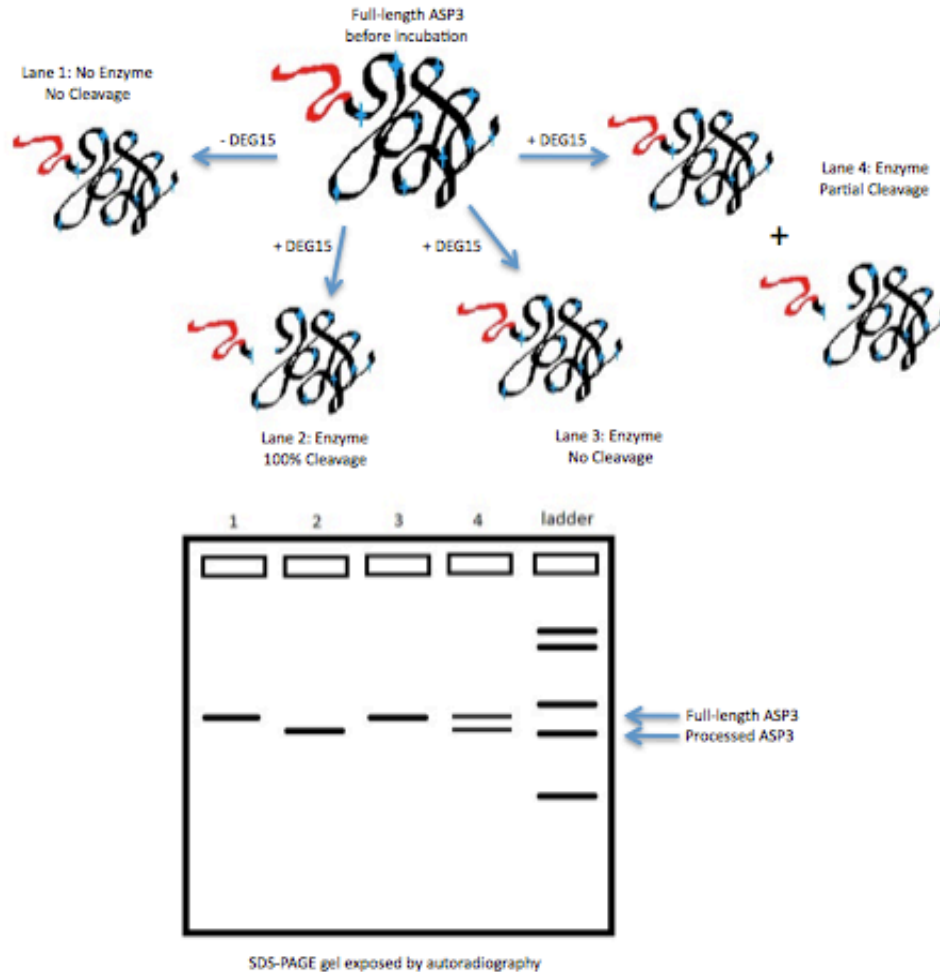 Full-length ASP3
before Incubation
Lane 1: No Enzyme
No Cleavage
- DEG15
+ DEG15
Lane 4: Enzyme
Partial Cleavage
+
+ DEG15
+ DEG15
Lane 2: Enzyme
100% Cleavage
Lane 3: Enzyme
No Cleavage
1 2 3 4 ladder
Full-length ASP3
Processed ASP3
SDS-PAGE gel exposed by autoradiography